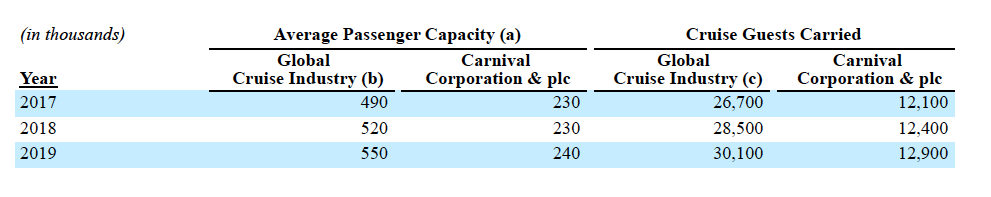 (in thousands) Average Passenger Capacity (a) Cruise Guests Carried
Global Carnival Global Carnival
Year Cruise Industry (b) Corporation & plc Cruise Industry (c) Corporation & plc
2017 490 230 26,700 12,100
2018 520 230 28,500 12,400
2019 550 240 30,100 12,900